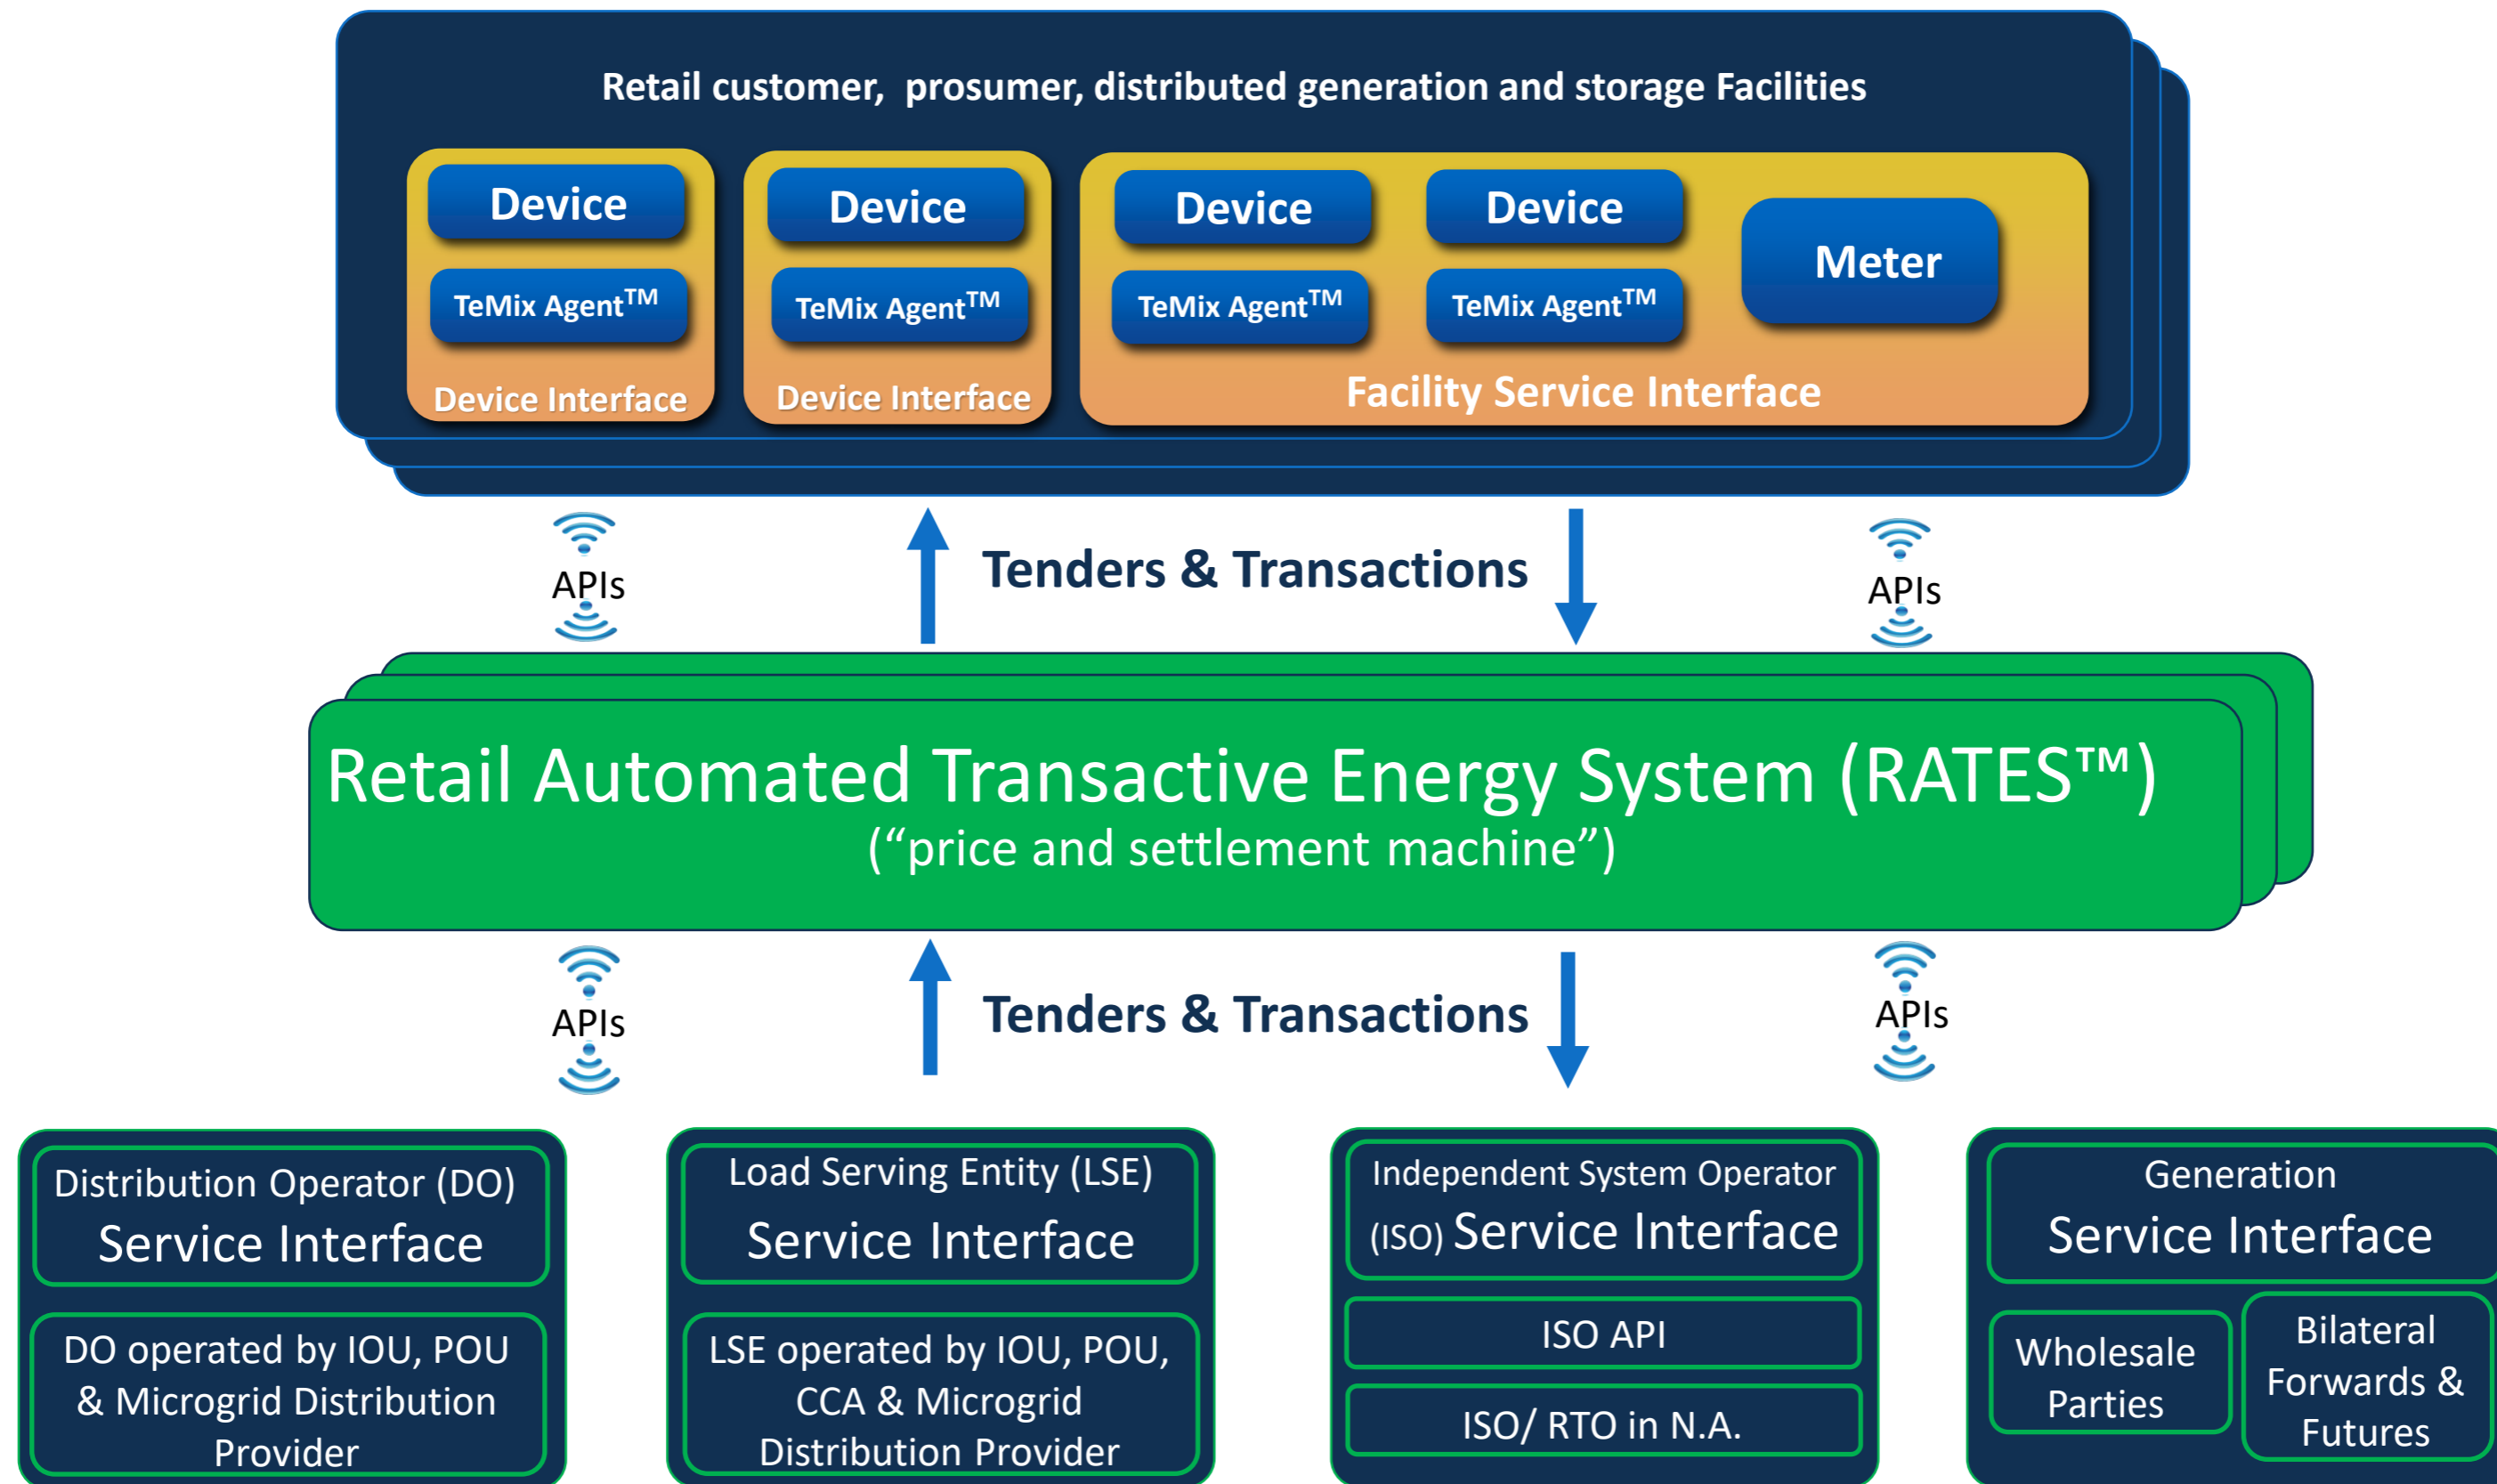 Retail customer, prosumer, distributed generation and storage Facilities
Device
Device
Device
Device
Meter
TeMix Agent™
TeMix Agent™
TeMix Agent™
TeMix Agent™
Device Interface
Device Interface
Facility Service Interface
APIs
Tenders & Transactions
APIs
Retail Automated Transactive Energy System (RATES™)
(“price and settlement machine”)
APIs
Tenders & Transactions
APIs
Distribution Operator (DO)
Service Interface
DO operated by IOU, POU
& Microgrid Distribution
Provider
Load Serving Entity (LSE)
Service Interface
LSE operated by IOU, POU,
CCA & Microgrid
Distribution Provider
Independent System Operator
(ISO) Service Interface
ISO API
ISO/ RTO in N.A.
Generation
Service Interface
Wholesale
Parties
Bilateral
Forwards &
Futures